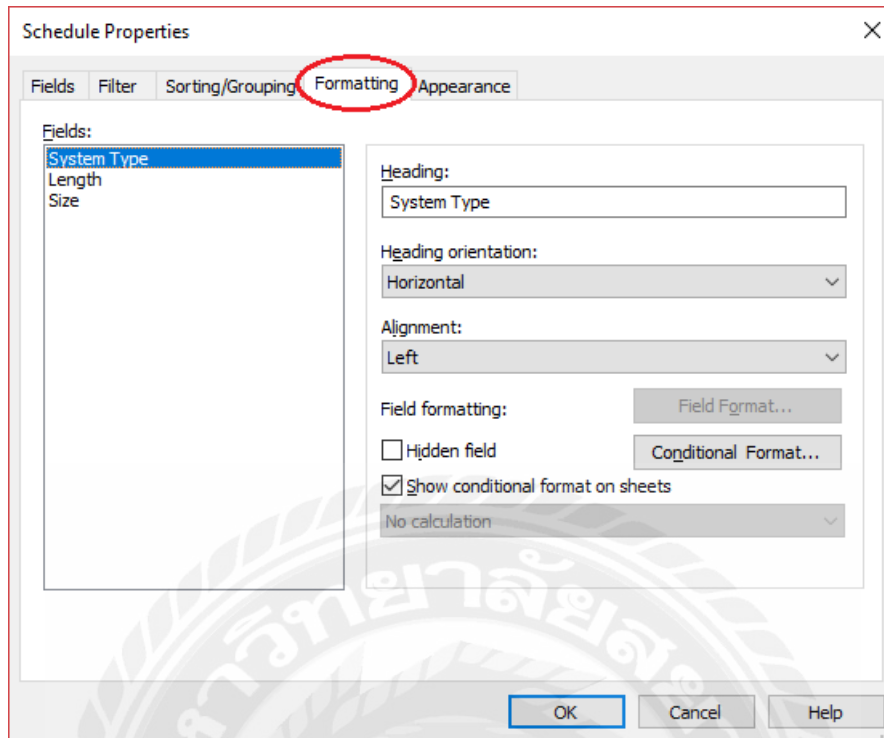 Schedule Properties
Fields Filter Sorting/Grouping Formatting Appearance
Fields:
System Type
Length
Size
Heading:
System Type
Heading orientation:
Horizontal
Alignment:
Left
Field formatting:
Field Format...
Hidden field
Conditional Format...
Show conditional format on sheets
No calculation
OK Cancel Help